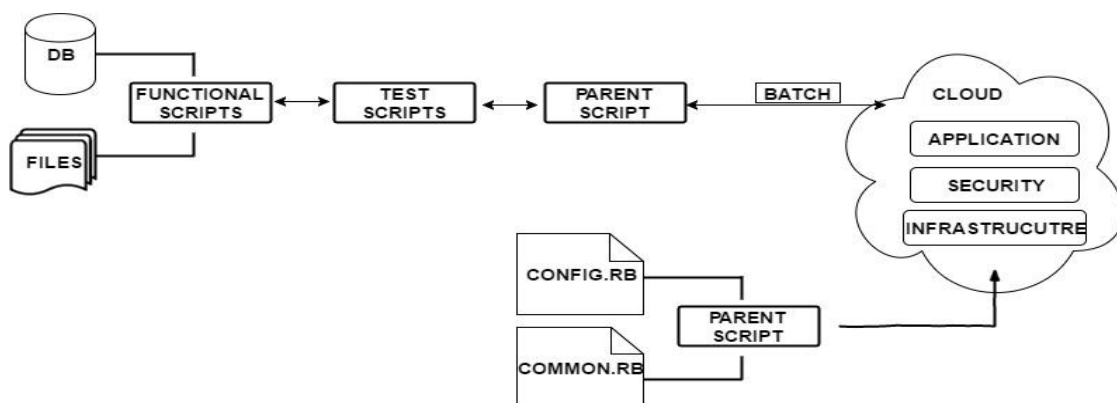 DB
FILES
FUNCTIONAL
SCRIPTS
TEST
SCRIPTS
PARENT
SCRIPT
BATCH
CLOUD
APPLICATION
SECURITY
INFRASTRUCUTRE
CONFIG.RB
COMMON.RB
PARENT
SCRIPT